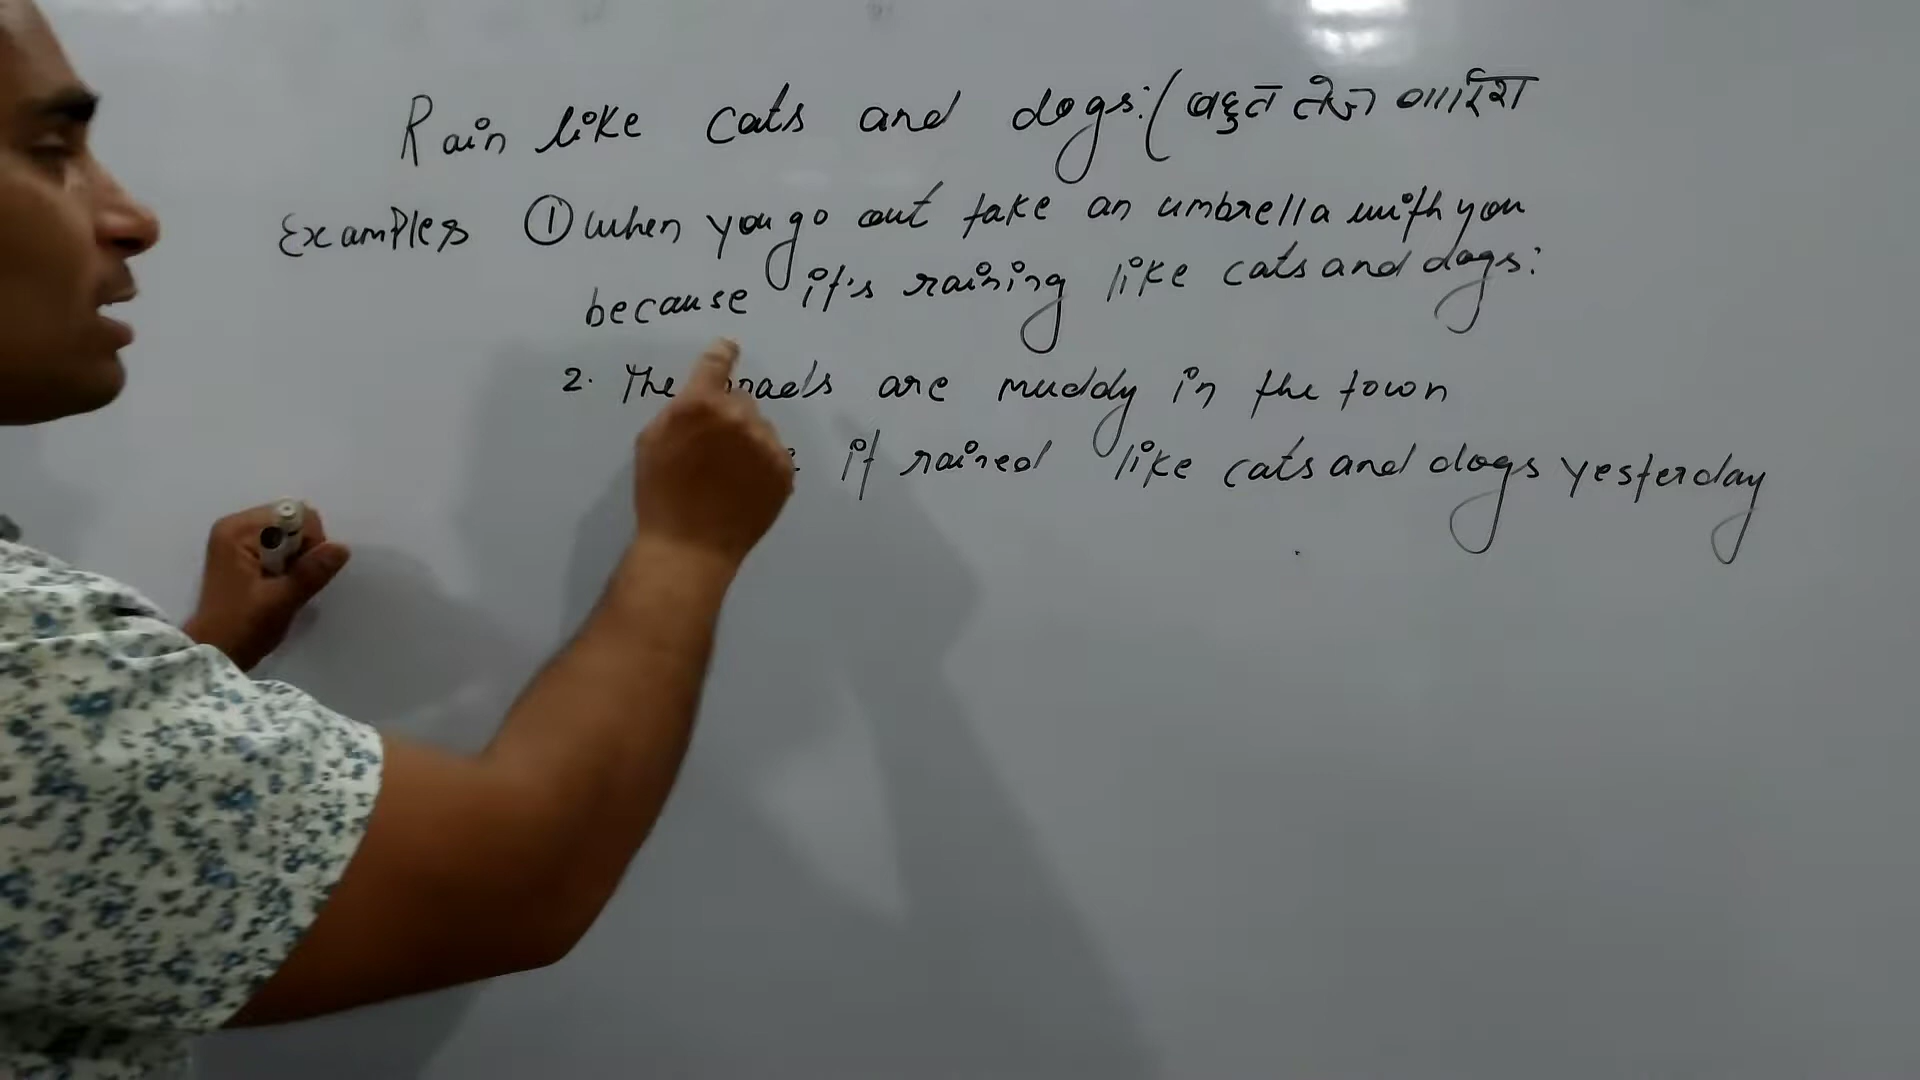 Rain like cats and dogs:( बहुत तेज बारिश
Examples ① when you go out take an umbrella with you
because it's raining like cats and dogs:
2. The are muddy in the town
it rained like cats and dogs yesterday